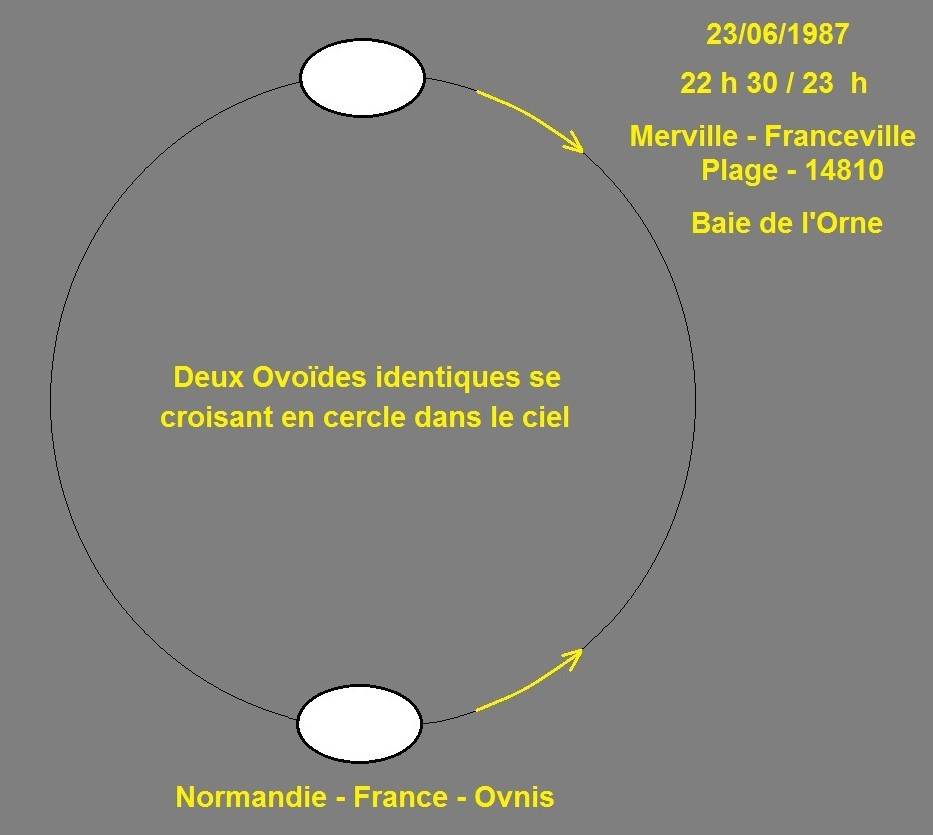 23/06/1987
22 h 30 / 23 h
Merville - Franceville
Plage - 14810
Baie de l'Orne
Deux Ovoïdes identiques se
croisant en cercle dans le ciel
Normandie - France - Ovnis